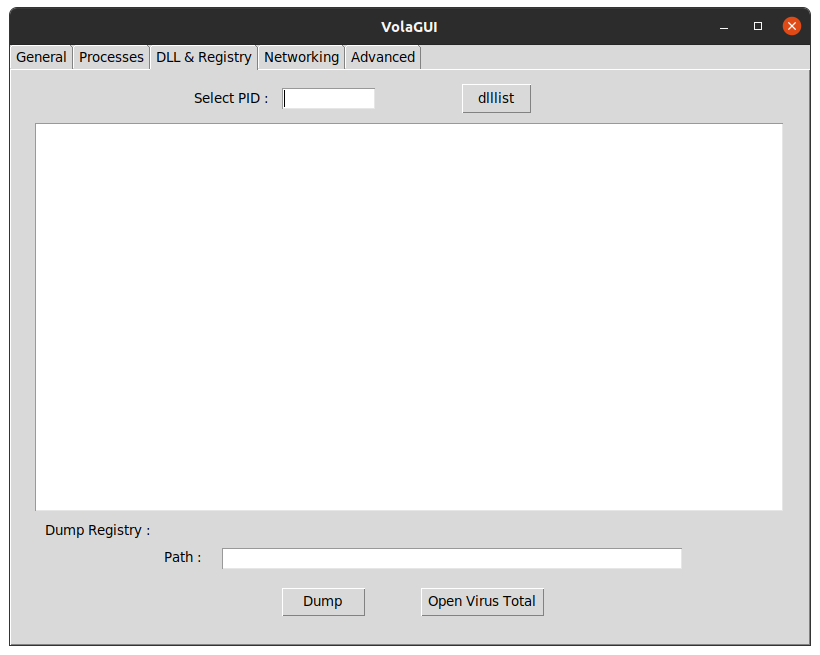 VolaGUI
General Processes DLL & Registry Networking Advanced
Select PID : dlllist
Dump Registry :
Path :
Dump Open Virus Total